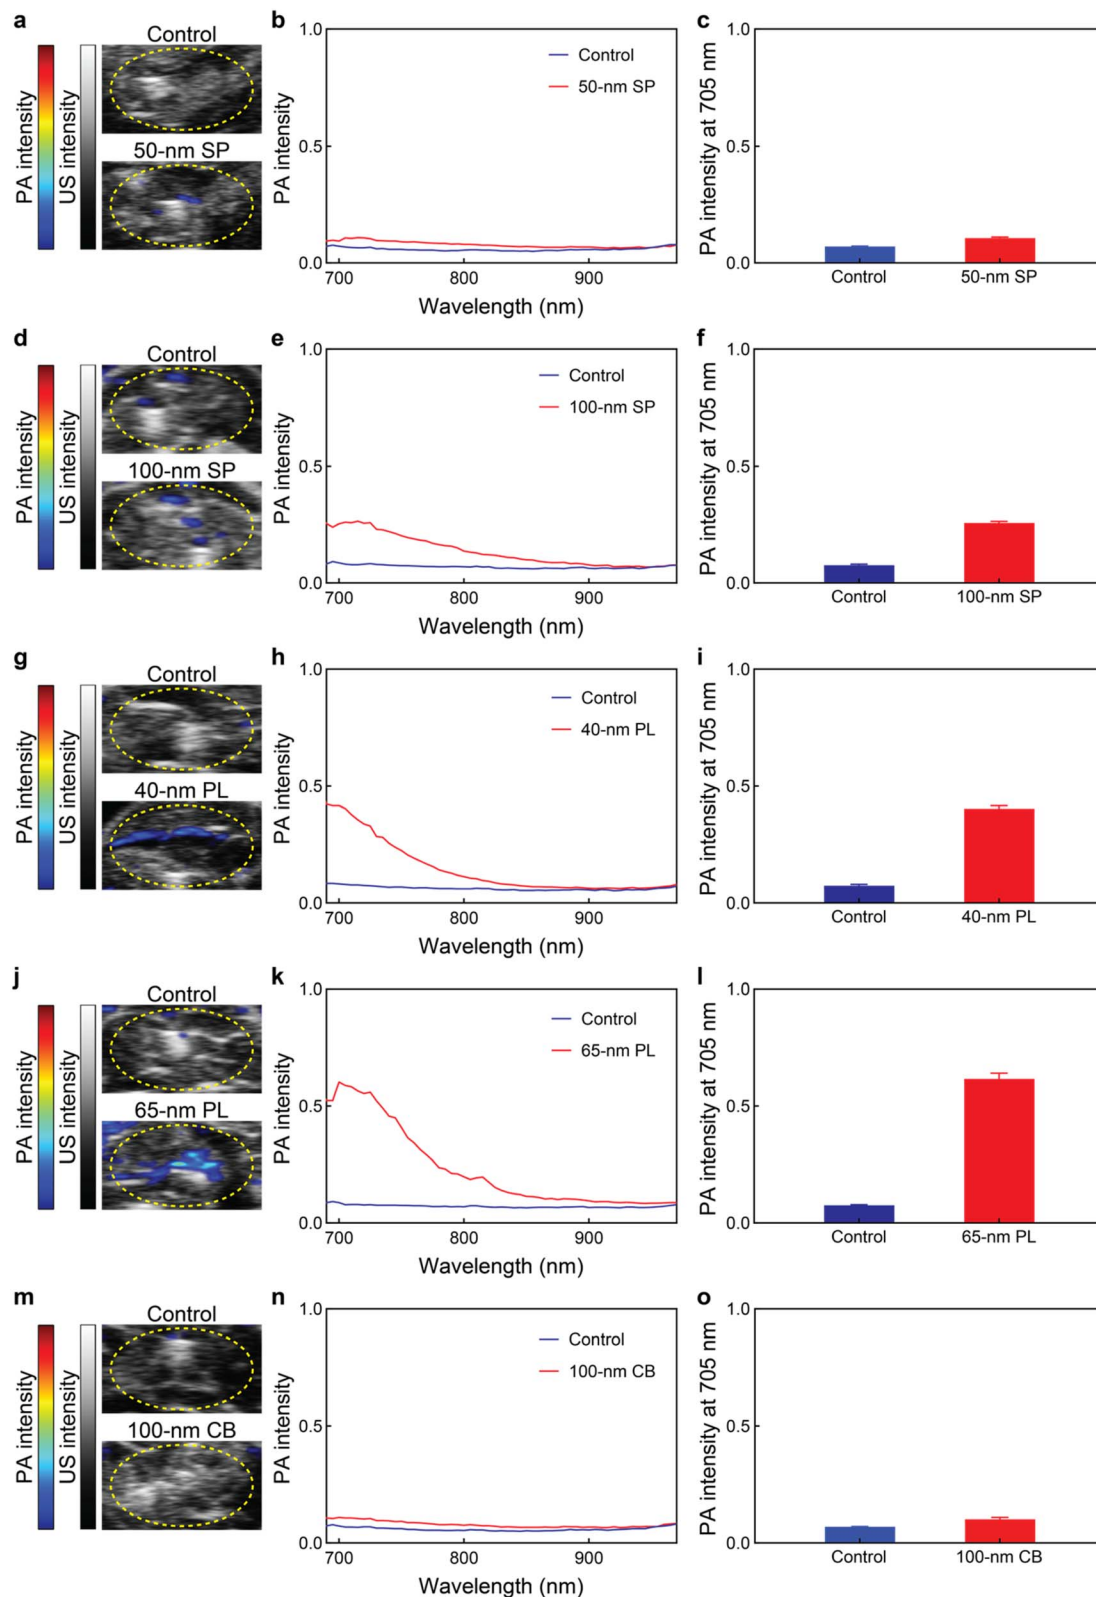 a
Control
50-nm SP
PA intensity
US intensity
b
1.0
0.5
0.0
PA intensity
Control
50-nm SP
700 800 900
Wavelength (nm)
c
1.0
0.5
0.0
PA intensity at 705 nm
Control 50-nm SP
d
Control
100-nm SP
PA intensity
US intensity
e
1.0
0.5
0.0
PA intensity
Control
100-nm SP
700 800 900
Wavelength (nm)
f
1.0
0.5
0.0
PA intensity at 705 nm
Control 100-nm SP
g
Control
40-nm PL
PA intensity
US intensity
h
1.0
0.5
0.0
PA intensity
Control
40-nm PL
700 800 900
Wavelength (nm)
i
1.0
0.5
0.0
PA intensity at 705 nm
Control 40-nm PL
j
Control
65-nm PL
PA intensity
US intensity
k
1.0
0.5
0.0
PA intensity
Control
65-nm PL
700 800 900
Wavelength (nm)
l
1.0
0.5
0.0
PA intensity at 705 nm
Control 65-nm PL
m
Control
100-nm CB
PA intensity
US intensity
n
1.0
0.5
0.0
PA intensity
Control
100-nm CB
700 800 900
Wavelength (nm)
o
1.0
0.5
0.0
PA intensity at 705 nm
Control 100-nm CB